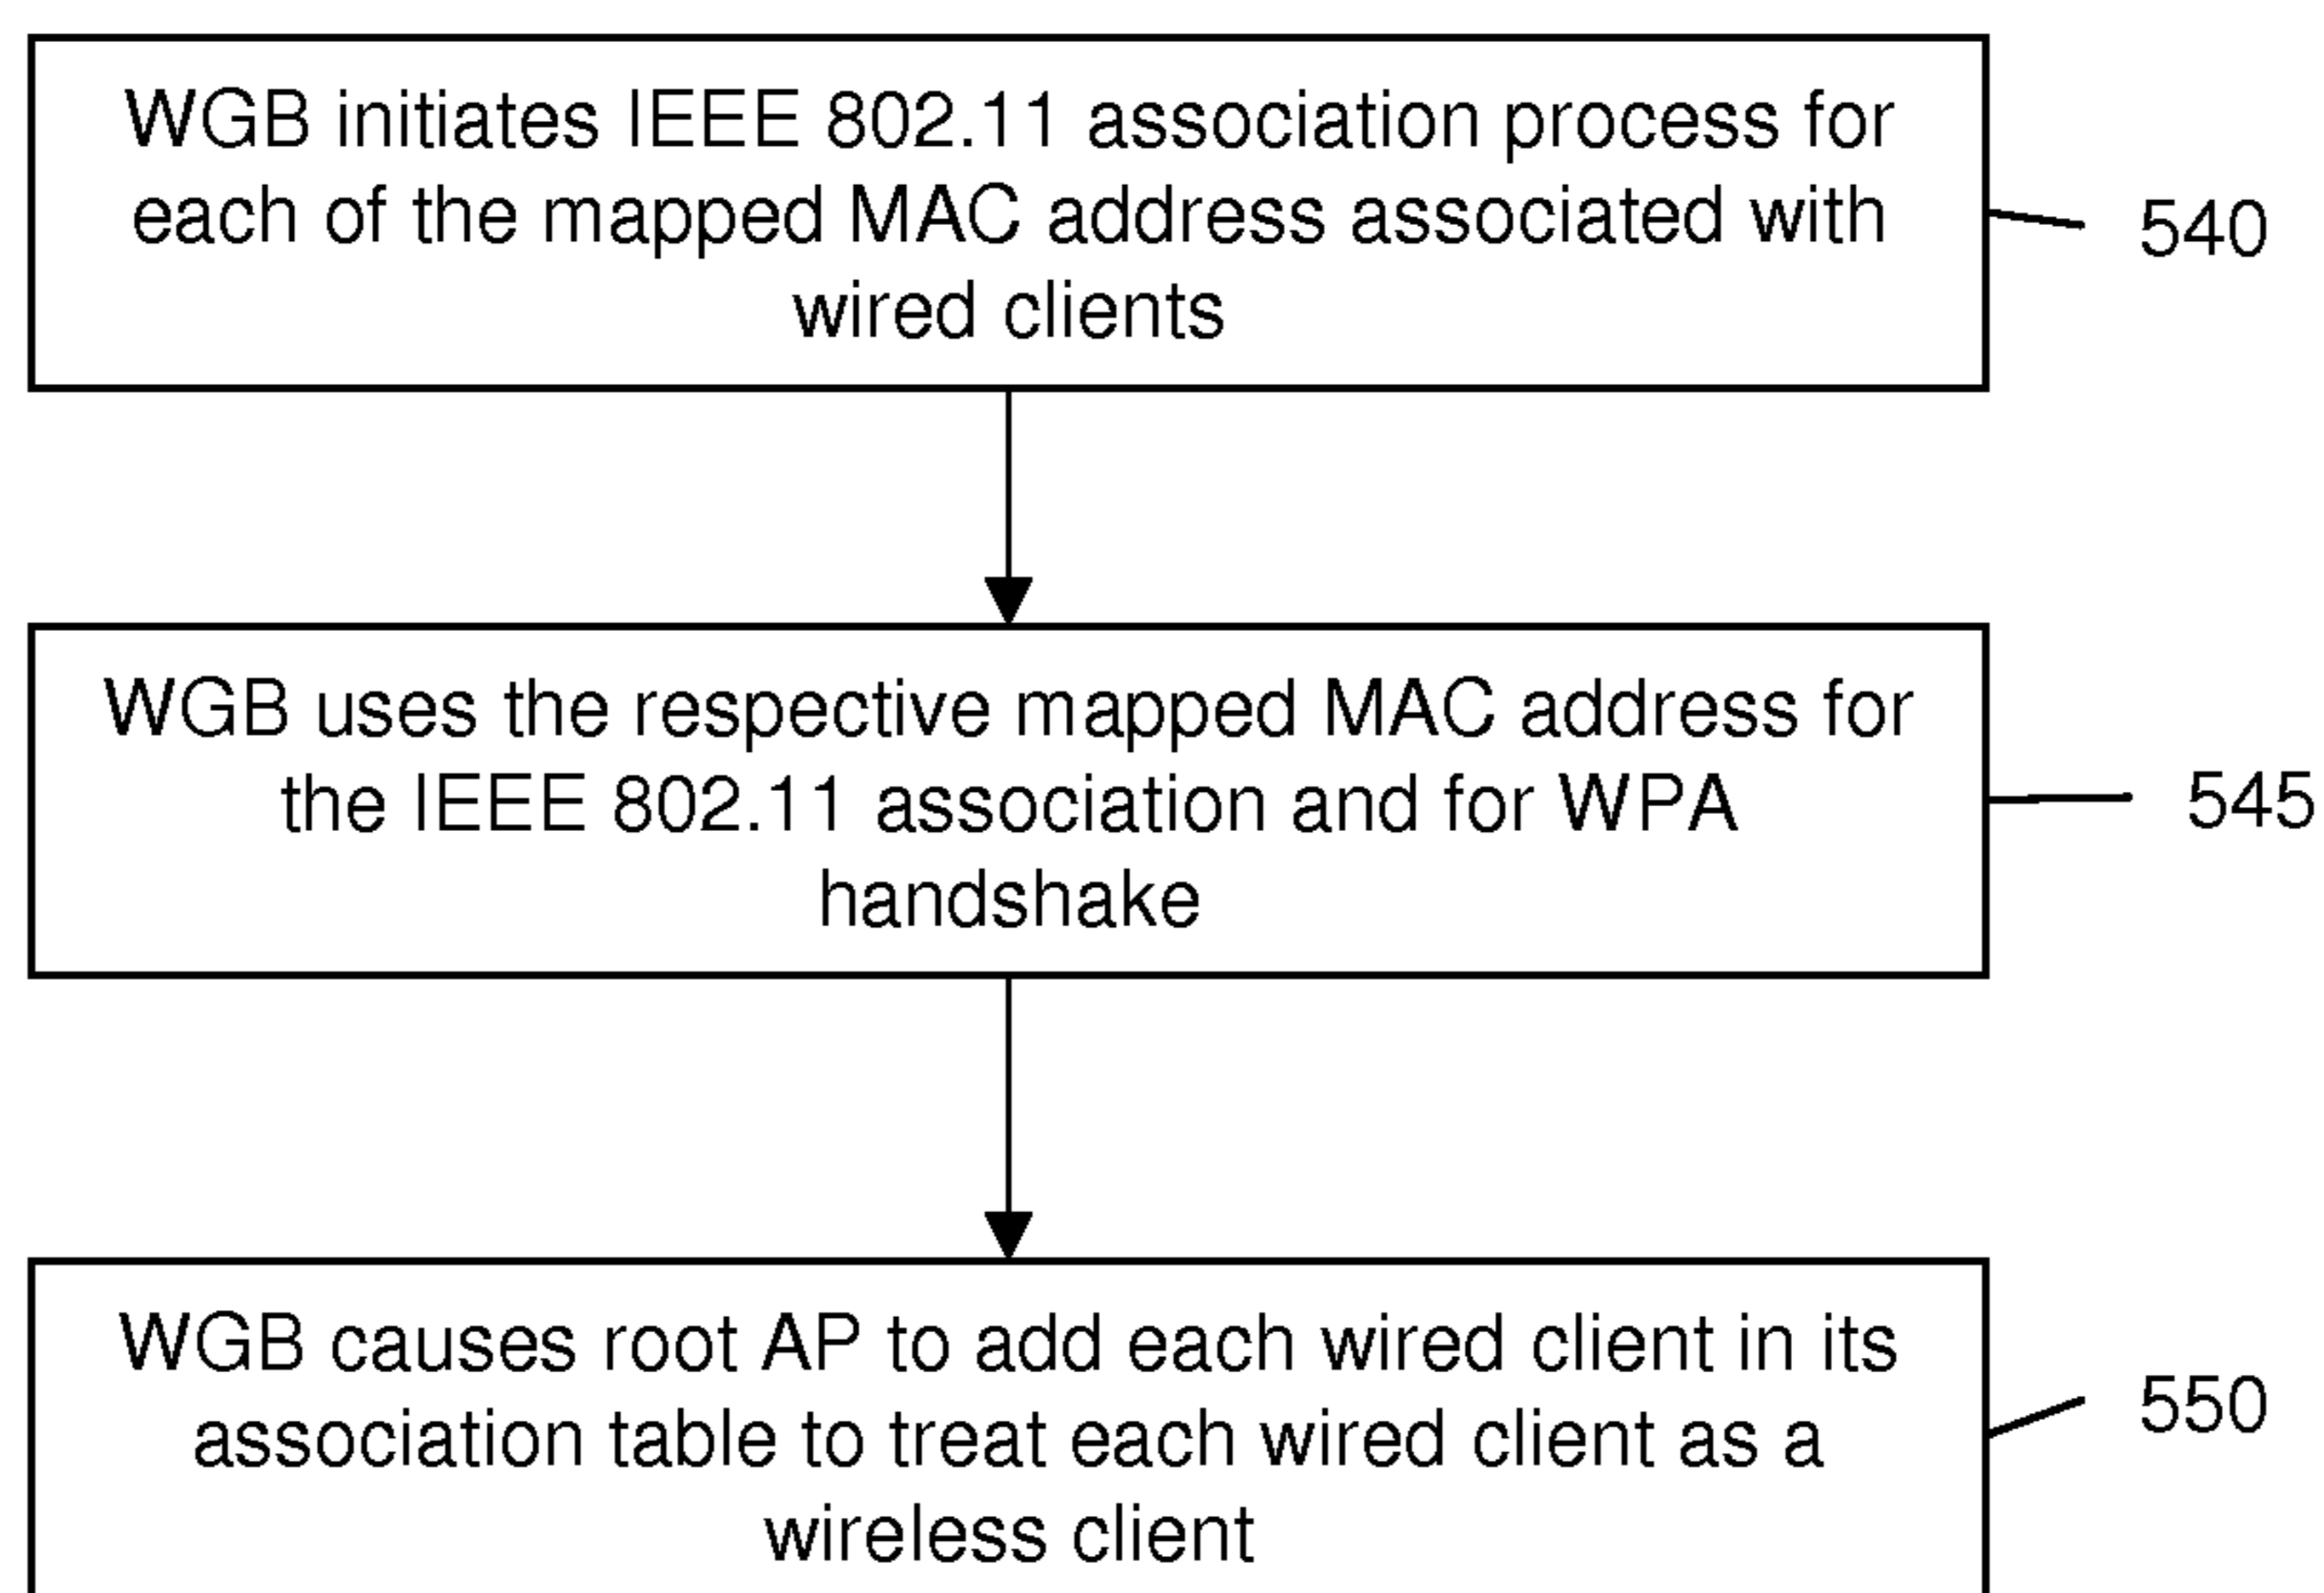 WGB initiates IEEE 802.11 association process for
each of the mapped MAC address associated with
wired clients
540
WGB uses the respective mapped MAC address for
the IEEE 802.11 association and for WPA
handshake
545
WGB causes root AP to add each wired client in its
association table to treat each wired client as a
wireless client
550